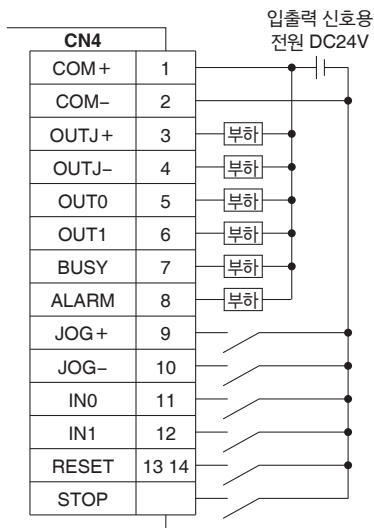 입출력 신호용
전원 DC24V
CN4
COM+ 1
COM- 2
OUTJ+ 3 부하
OUTJ- 4 부하
OUT0 5 부하
OUT1 6 부하
BUSY 7 부하
ALARM 8 부하
JOG+ 9
JOG- 10
IN0 11
IN1 12
RESET 13 14
STOP